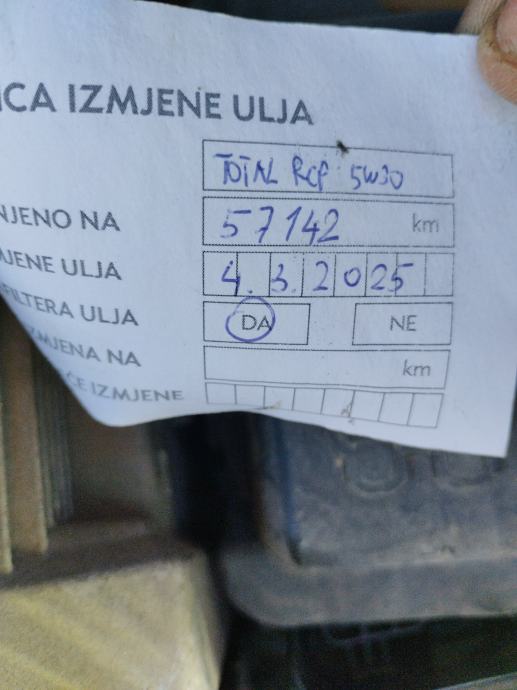 CA IZMJENE ULJA
TOTAL RCP 5W30
NJENO NA 57142 km
JENE ULJA 4. 3. 2025
FILTERA ULJA DA NE
ZMJENA NA km
ĆE IZMJENE